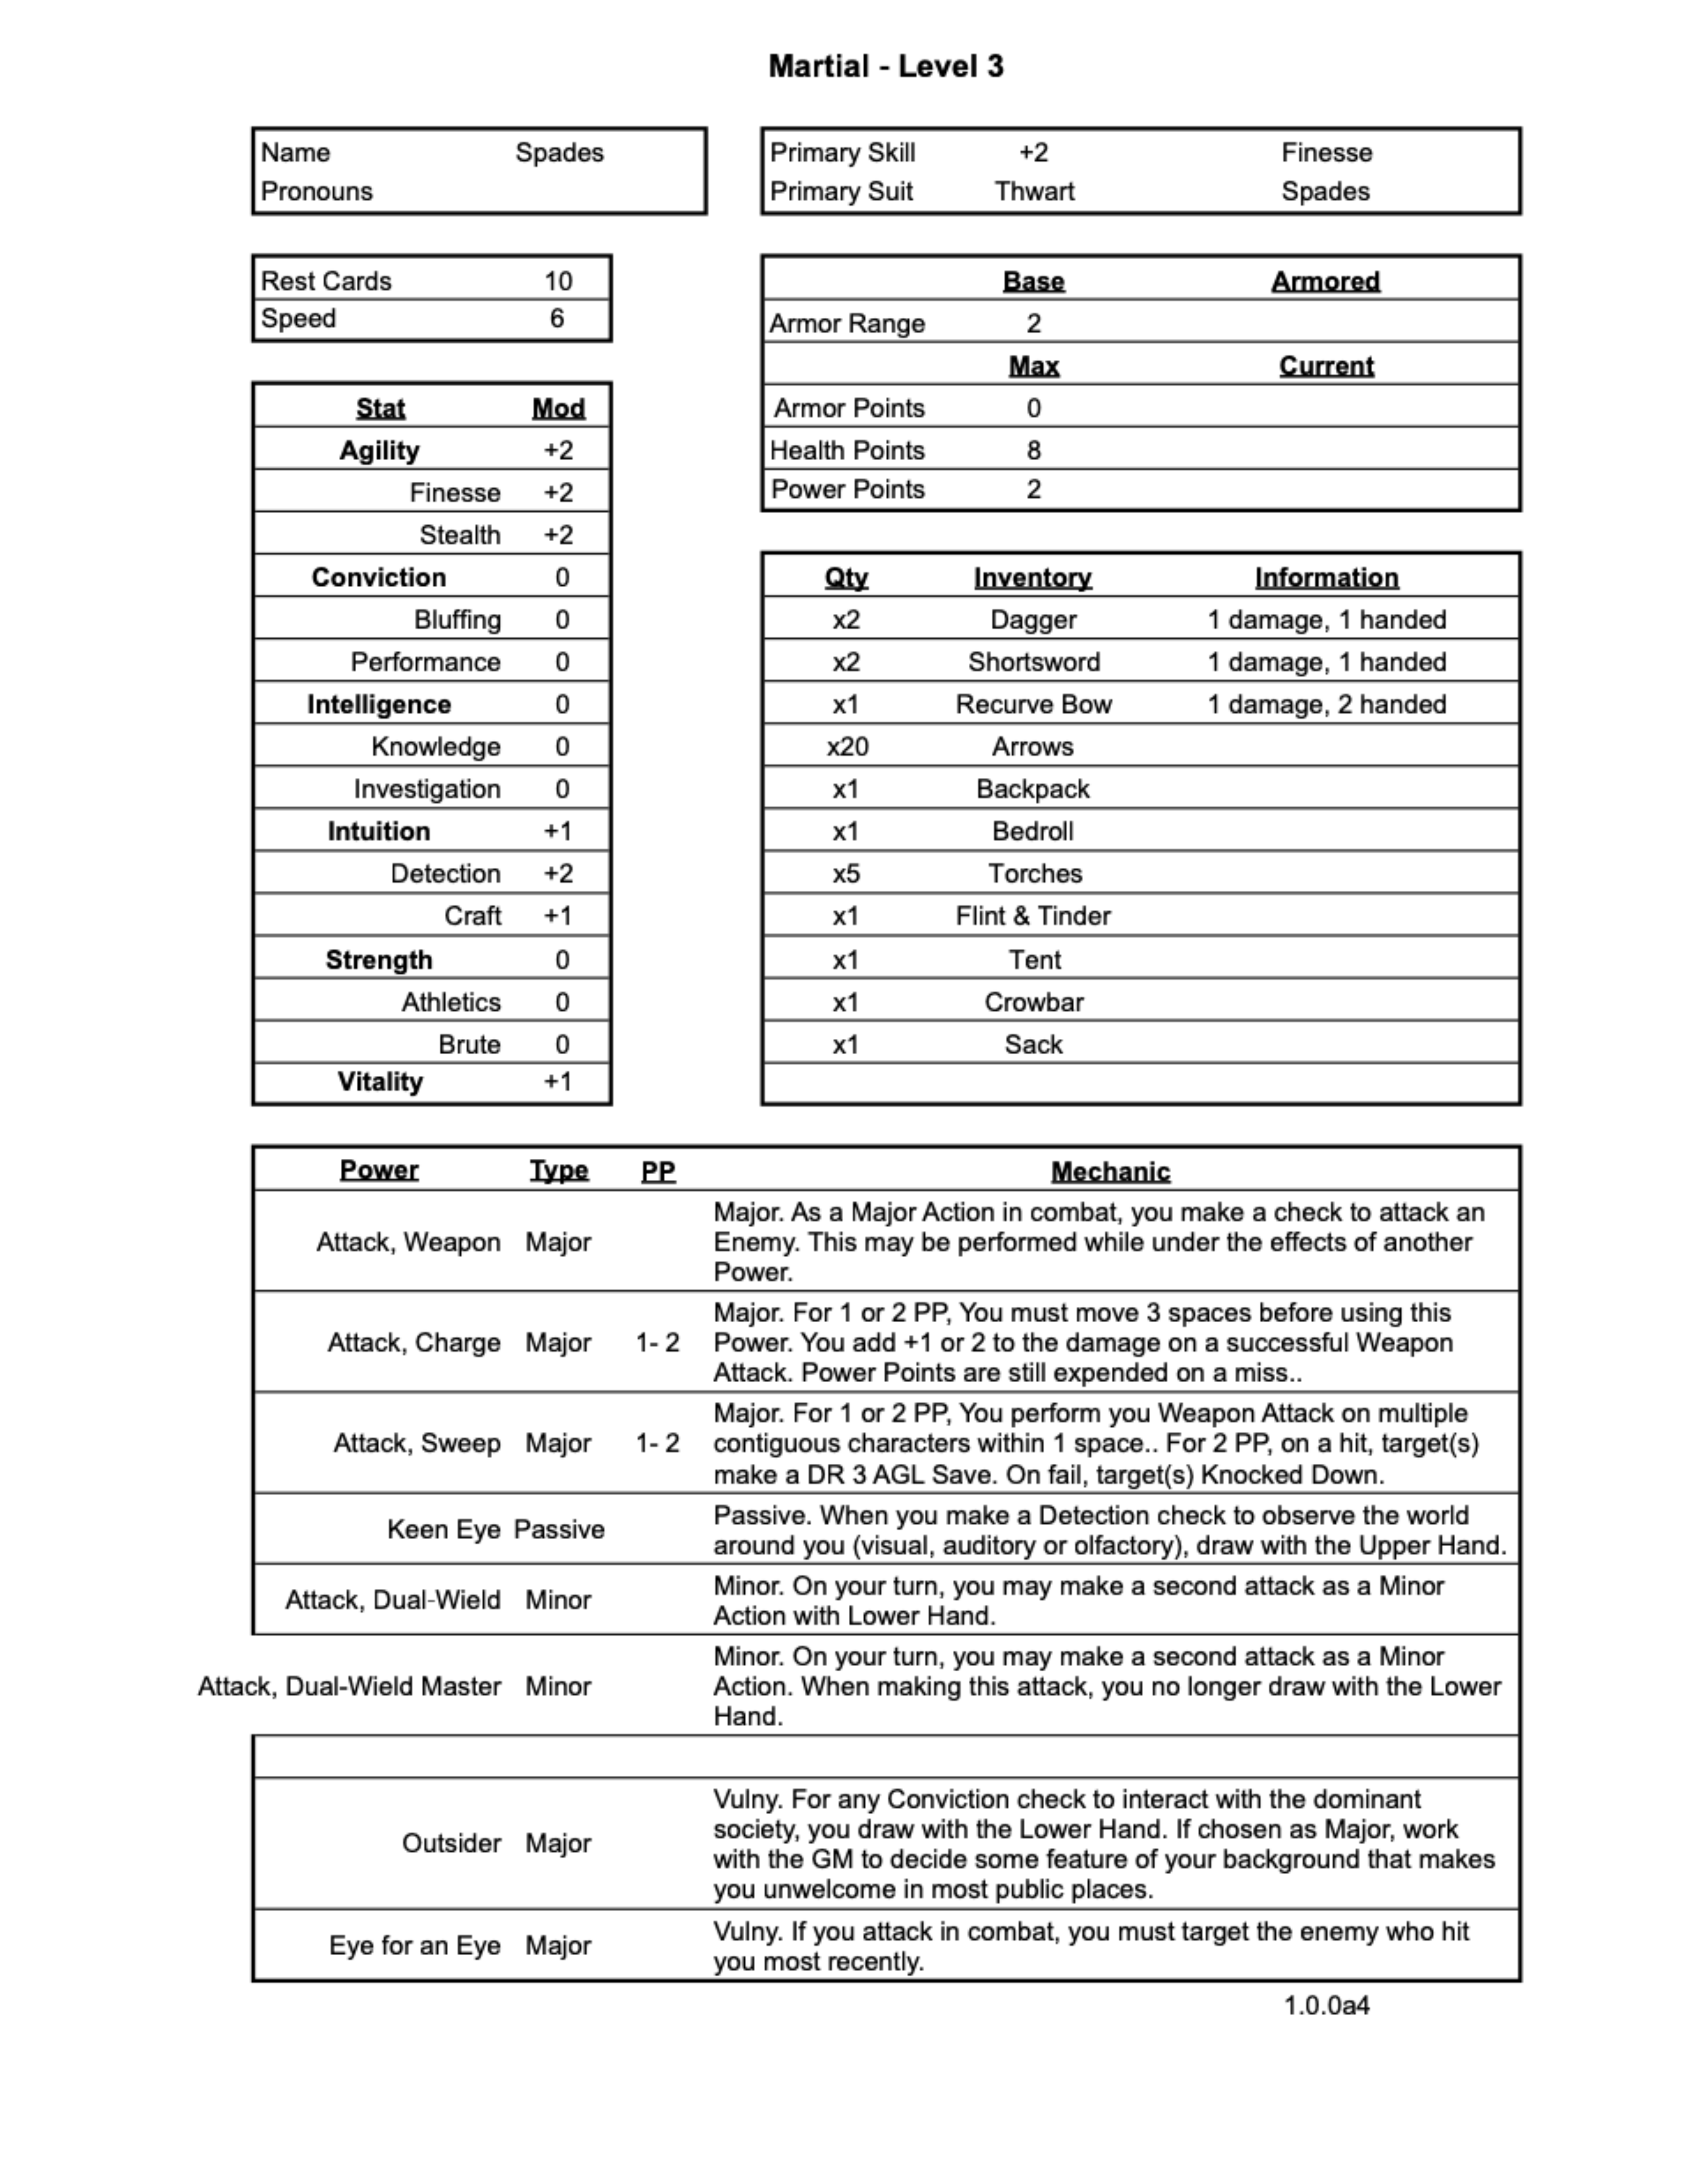 Martial - Level 3
Name Spades
Pronouns
Primary Skill +2 Finesse
Primary Suit Thwart Spades
Rest Cards 10
Speed 6
Base Armored
Armor Range 2
Max Current
Armor Points 0
Health Points 8
Power Points 2
Stat Mod
Agility +2
Finesse +2
Stealth +2
Conviction 0
Bluffing 0
Performance 0
Intelligence 0
Knowledge 0
Investigation 0
Intuition +1
Detection +2
Craft +1
Strength 0
Athletics 0
Brute 0
Vitality +1
Qty Inventory Information
x2 Dagger 1 damage, 1 handed
x2 Shortsword 1 damage, 1 handed
x1 Recurve Bow 1 damage, 2 handed
x20 Arrows
x1 Backpack
x1 Bedroll
x5 Torches
x1 Flint & Tinder
x1 Tent
x1 Crowbar
x1 Sack
Power Type PP Mechanic
Attack, Weapon Major
Major. As a Major Action in combat, you make a check to attack an
Enemy. This may be performed while under the effects of another
Power.
Attack, Charge Major 1- 2
Major. For 1 or 2 PP, You must move 3 spaces before using this
Power. You add +1 or 2 to the damage on a successful Weapon
Attack. Power Points are still expended on a miss..
Attack, Sweep Major 1- 2
Major. For 1 or 2 PP, You perform you Weapon Attack on multiple
contiguous characters within 1 space.. For 2 PP, on a hit, target(s)
make a DR 3 AGL Save. On fail, target(s) Knocked Down.
Keen Eye Passive
Passive. When you make a Detection check to observe the world
around you (visual, auditory or olfactory), draw with the Upper Hand.
Attack, Dual-Wield Minor
Minor. On your turn, you may make a second attack as a Minor
Action with Lower Hand.
Attack, Dual-Wield Master Minor
Minor. On your turn, you may make a second attack as a Minor
Action. When making this attack, you no longer draw with the Lower
Hand.
Outsider Major
Vulny. For any Conviction check to interact with the dominant
society, you draw with the Lower Hand. If chosen as Major, work
with the GM to decide some feature of your background that makes
you unwelcome in most public places.
Eye for an Eye Major
Vulny. If you attack in combat, you must target the enemy who hit
you most recently.
1.0.0a4